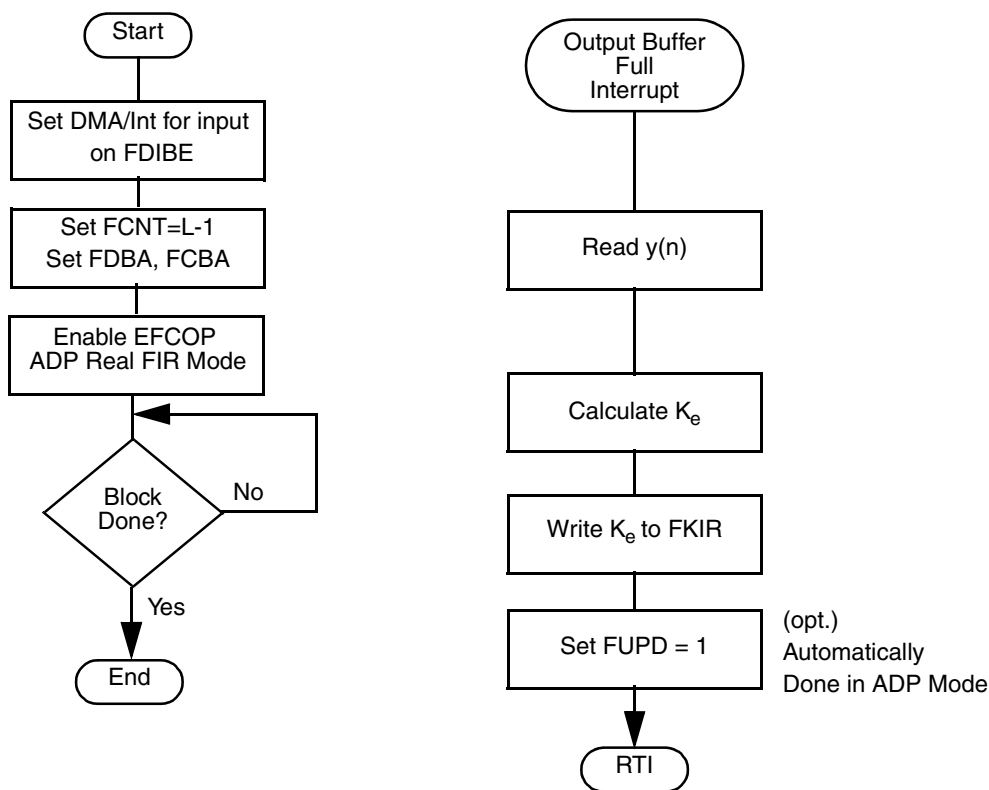 Start
Set DMA/Int for input
on FDIBE
Set FCNT=L-1
Set FDBA, FCBA
Enable EFCOP
ADP Real FIR Mode
Block
Done?
No
Yes
End
Output Buffer
Full
Interrupt
Read y(n)
Calculate Ke
Write Ke to FKIR
Set FUPD = 1
(opt.)
Automatically
Done in ADP Mode
RTI